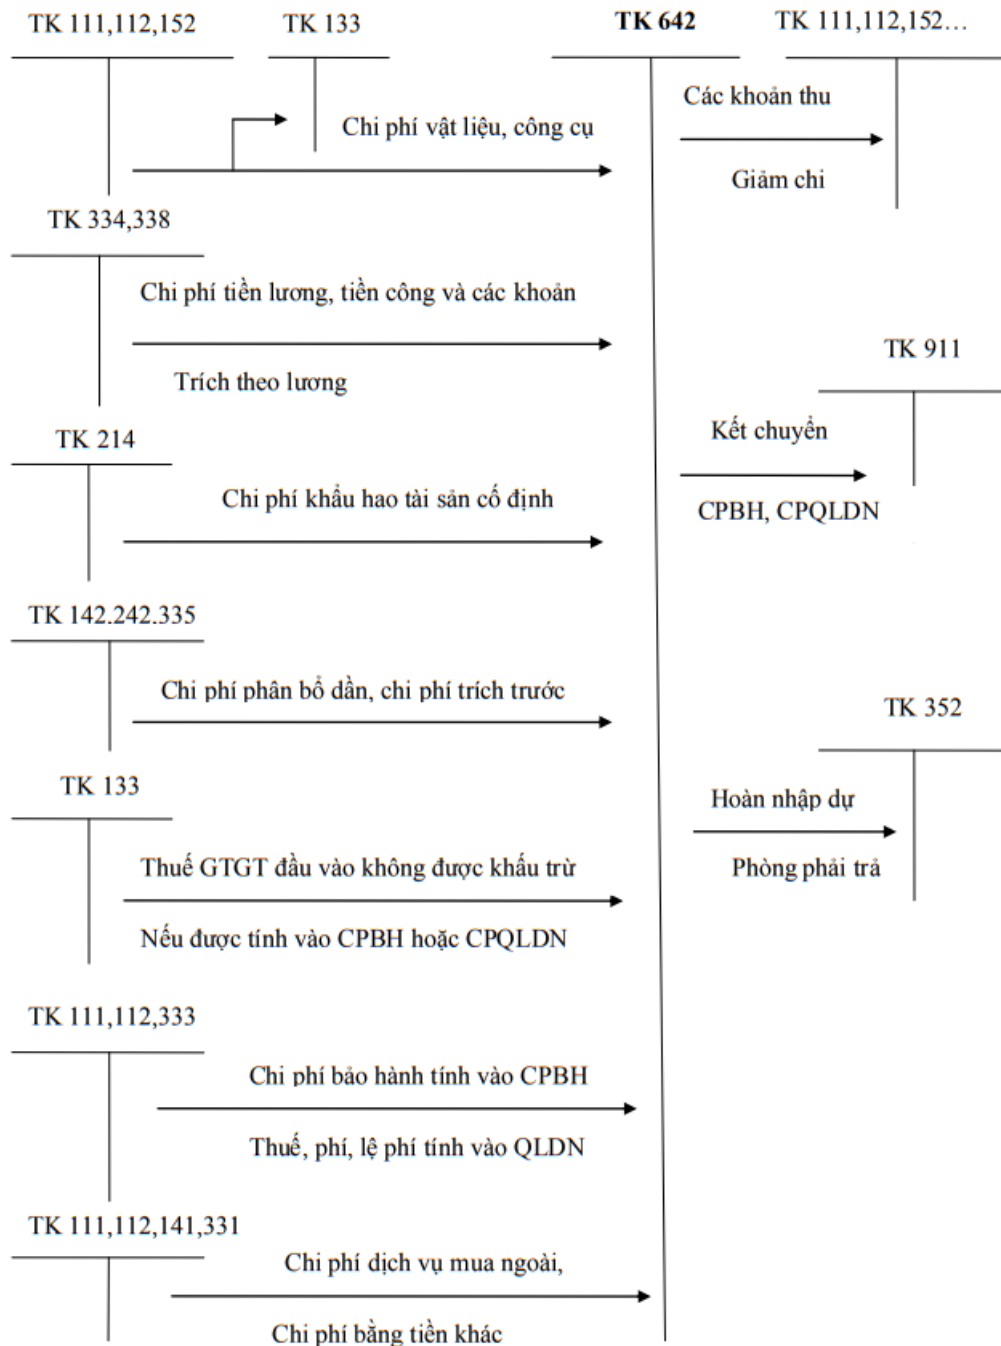 TK 111,112,152 TK 133 TK 642 TK 111,112,152…
Các khoản thu
Chi phí vật liệu, công cụ
Giảm chi
TK 334,338
Chi phí tiền lương, tiền công và các khoản
TK 911
Trích theo lương
Kết chuyển
TK 214
Chi phí khẩu hao tài sản cố định
CPBH, CPQLDN
TK 142.242.335
Chi phí phân bổ dần, chi phí trích trước
TK 352
TK 133
Hoàn nhập dự
Thuế GTGT đầu vào không được khấu trừ
Phòng phải trả
Nếu được tính vào CPBH hoặc CPQLDN
TK 111,112,333
Chi phí bảo hành tính vào CPBH
Thuế, phí, lệ phí tính vào QLDN
TK 111,112,141,331
Chi phí dịch vụ mua ngoài,
Chi phí bằng tiền khác